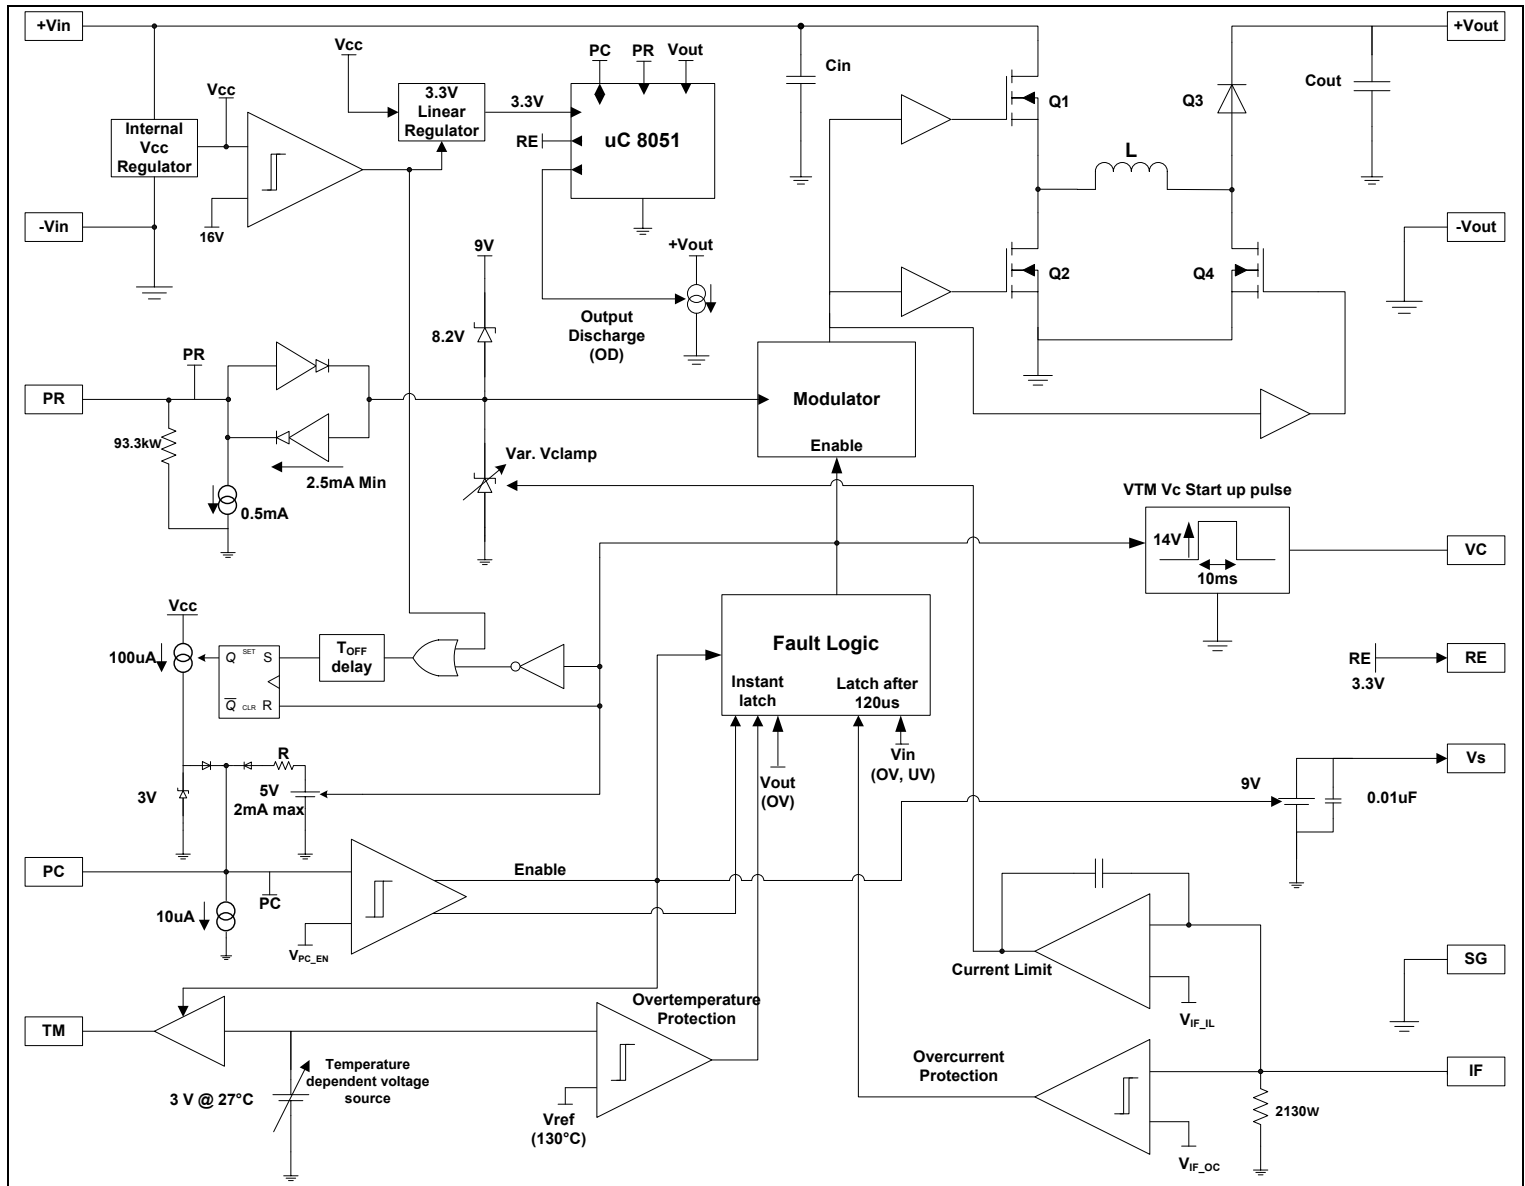 +Vin
+Vout
Vcc
PC
PR
Vout
Cin
Cout
Vcc
3.3V
Linear
Regulator
3.3V
Q1
Q3
Internal
Vcc
Regulator
RE
uC 8051
L
16V
-Vin
-Vout
9V
+Vout
Q2
Q4
Output
Discharge
(OD)
8.2V
PR
PR
Modulator
Enable
93.3kW
2.5mA Min
0.5mA
Var. Vclamp
VTM Vc Start up pulse
14V
10ms
VC
Vcc
100uA
Q
SET
S
Q
CLR
R
TOFF
delay
Fault Logic
Instant
latch
Latch after
120us
RE
3.3V
RE
R
3V
5V
2mA max
Vout
(OV)
Vin
(OV, UV)
9V
0.01uF
Vs
PC
PC
10uA
VPC_EN
Enable
Current Limit
VIF_IL
SG
TM
Overtemperature
Protection
Temperature
dependent voltage
source
3 V @ 27°C
Vref
(130°C)
Overcurrent
Protection
VIF_OC
2130W
IF